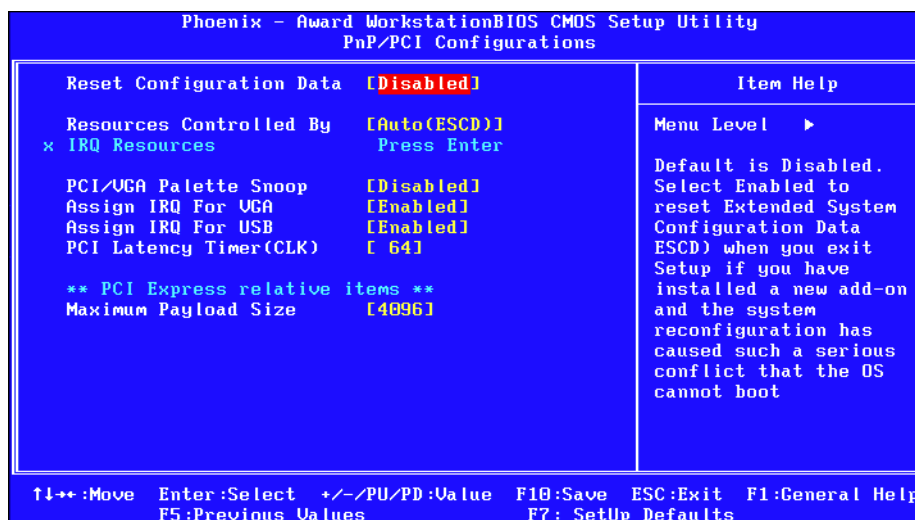 Phoenix - Award WorkstationBIOS CMOS Setup Utility
PnP/PCI Configurations
Reset Configuration Data [Disabled]
Resources Controlled By [Auto(ESCD)]
x IRQ Resources Press Enter
PCI/VGA Palette Snoop [Disabled]
Assign IRQ For VGA [Enabled]
Assign IRQ For USB [Enabled]
PCI Latency Timer(CLK) [ 64]
** PCI Express relative items **
Maximum Payload Size [4096]
Item Help
Menu Level ▶
Default is Disabled.
Select Enabled to
reset Extended System
Configuration Data
ESCD) when you exit
Setup if you have
installed a new add-on
and the system
reconfiguration has
caused such a serious
conflict that the OS
cannot boot
↑↓→←:Move Enter:Select +/-/PU/PD:Value F10:Save ESC:Exit F1:General Help
F5:Previous Values F7: SetUp Defaults